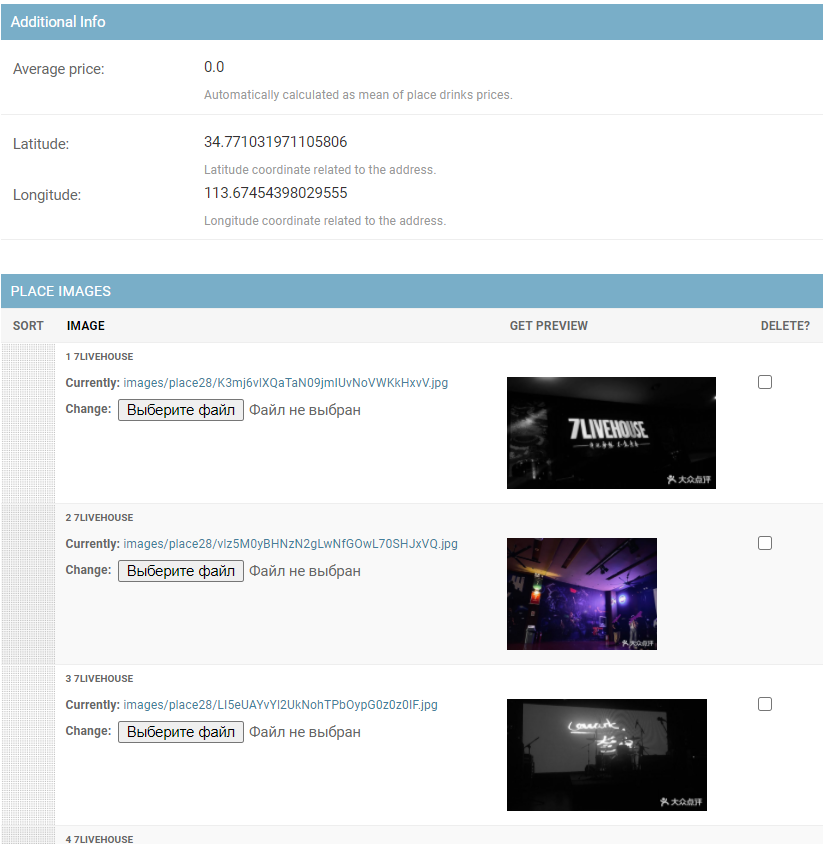 Additional Info
Average price:
0.0
Automatically calculated as mean of place drinks prices.
Latitude:
34.771031971105806
Latitude coordinate related to the address.
Longitude:
113.67454398029555
Longitude coordinate related to the address.
PLACE IMAGES
SORT IMAGE GET PREVIEW DELETE?
1 7LIVEHOUSE
Currently: images/place28/K3mj6vlXQaTaN09jmIUvNoVWKkHxvV.jpg
Change: Выберите файл Файл не выбран
7LIVEHOUSE
大众点评
2 7LIVEHOUSE
Currently: images/place28/vlz5M0yBHNzN2gLwNfGOwL70SHJxVQ.jpg
Change: Выберите файл Файл не выбран
大众点评
3 7LIVEHOUSE
Currently: images/place28/LI5eUAYvYl2UkNohTPbOypG0z0z0IF.jpg
Change: Выберите файл Файл не выбран
大众点评
4 7LIVEHOUSE